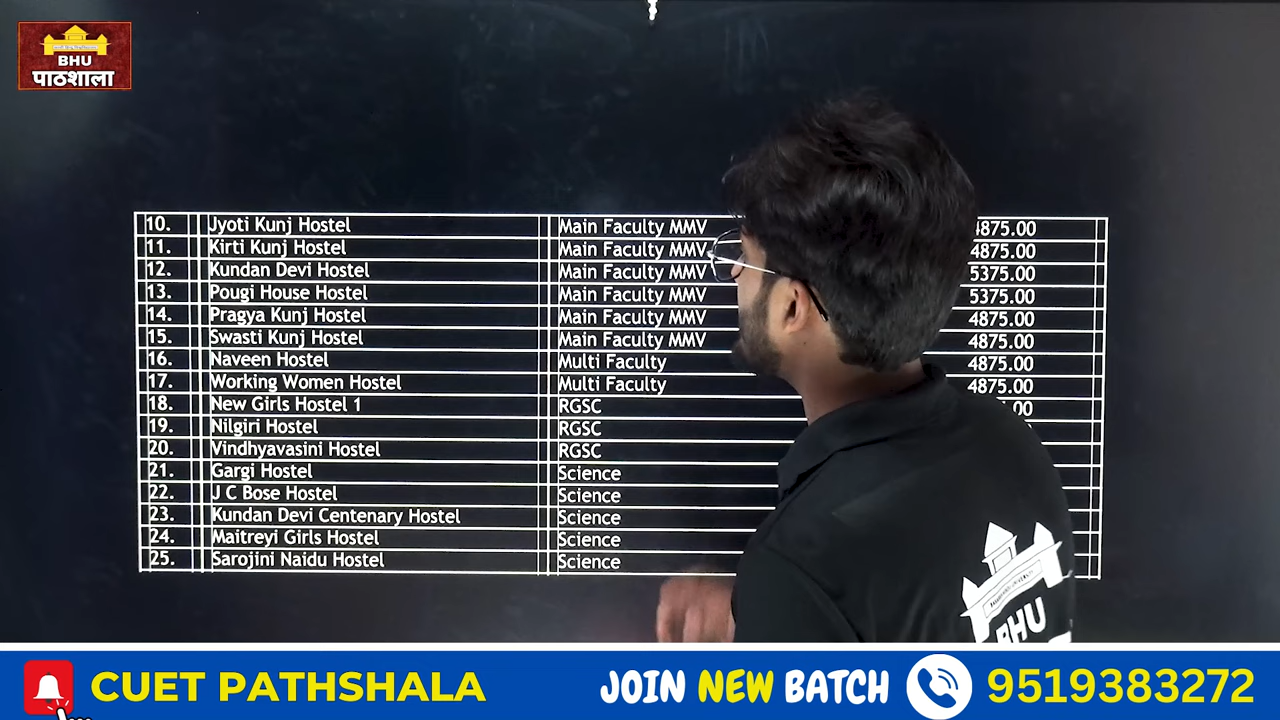 BHU
पाठशाला
10. Jyoti Kunj Hostel Main Faculty MMV 4875.00
11. Kirti Kunj Hostel Main Faculty MMV 4875.00
12. Kundan Devi Hostel Main Faculty MMV 5375.00
13. Pougi House Hostel Main Faculty MMV 5375.00
14. Pragya Kunj Hostel Main Faculty MMV 4875.00
15. Swasti Kunj Hostel Main Faculty MMV 4875.00
16. Naveen Hostel Multi Faculty 4875.00
17. Working Women Hostel Multi Faculty 4875.00
18. New Girls Hostel 1 RGSC
19. Nilgiri Hostel RGSC
20. Vindhyavasini Hostel RGSC
21. Gargi Hostel Science
22. J C Bose Hostel Science
23. Kundan Devi Centenary Hostel Science
24. Maitreyi Girls Hostel Science
25. Sarojini Naidu Hostel Science
BHU
CUET PATHSHALA JOIN NEW BATCH 9519383272